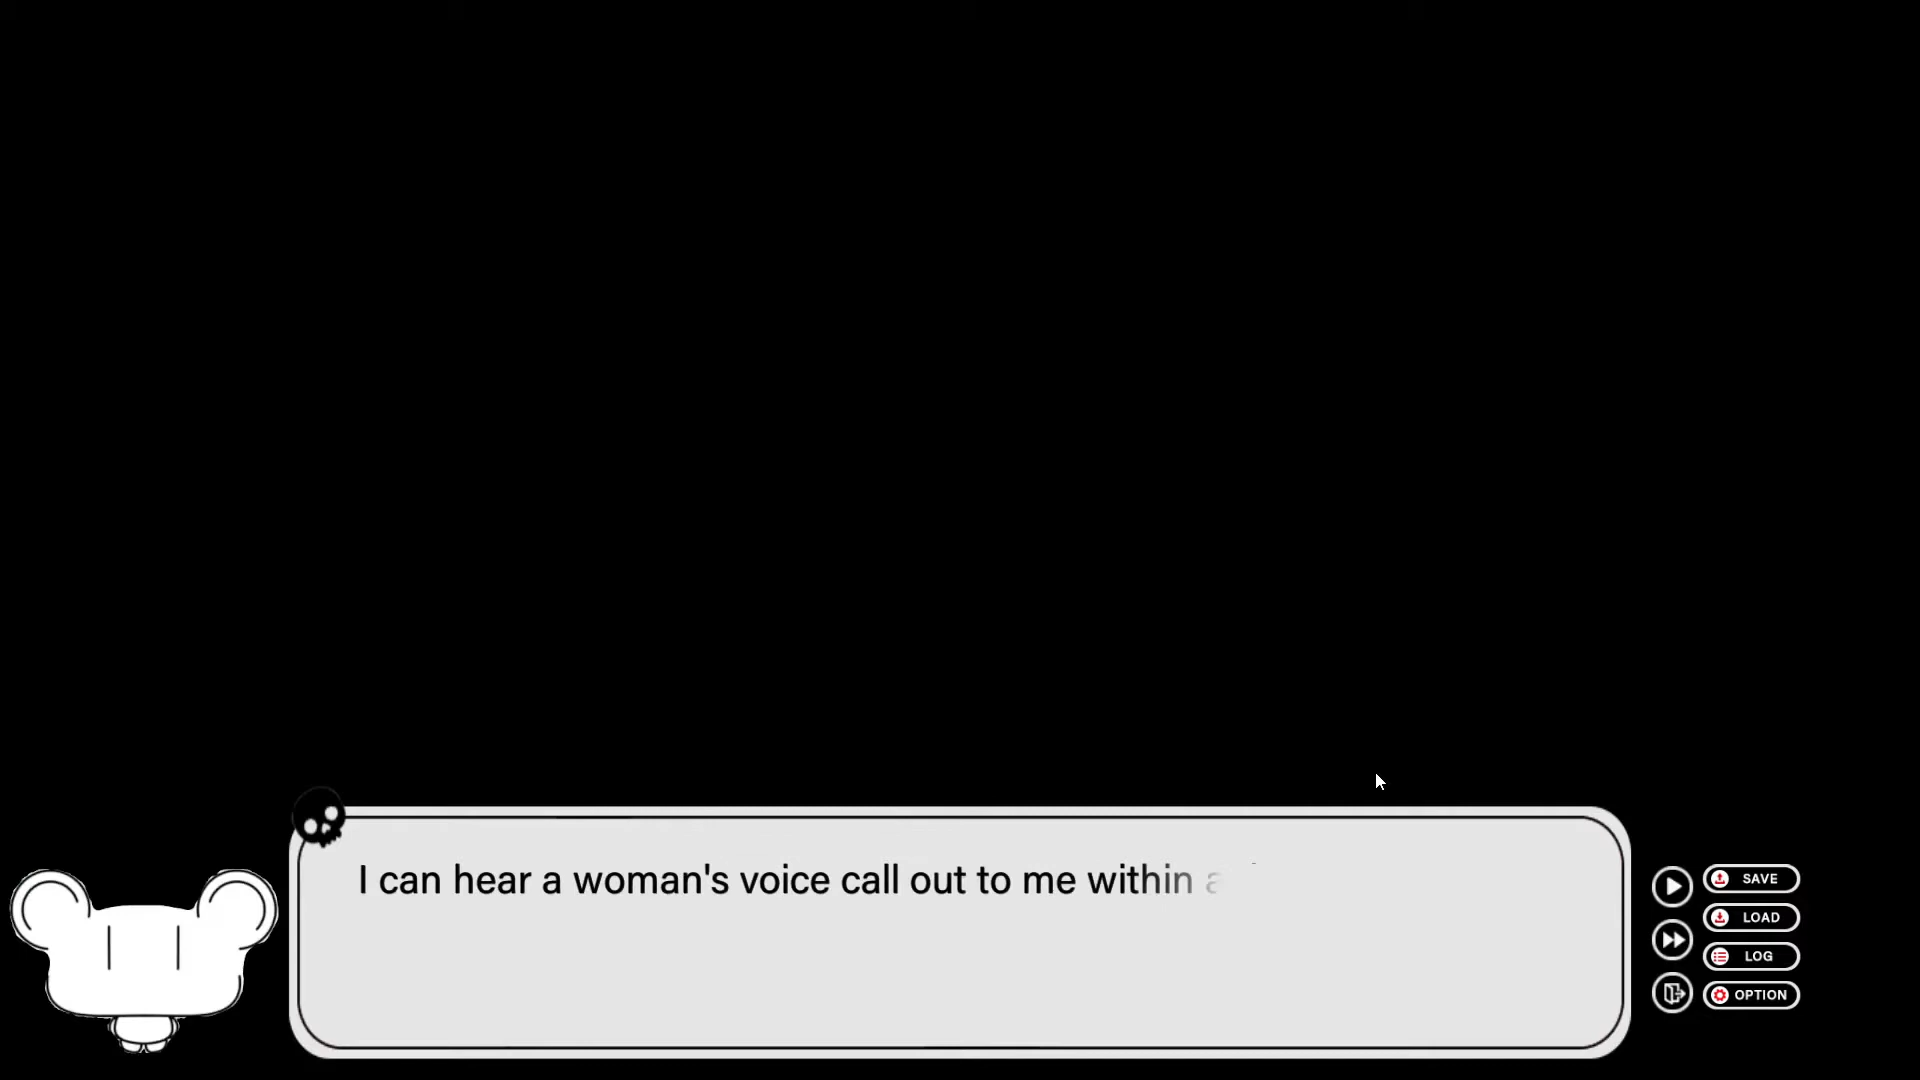 I can hear a woman's voice call out to me within a
SAVE
LOAD
LOG
OPTION